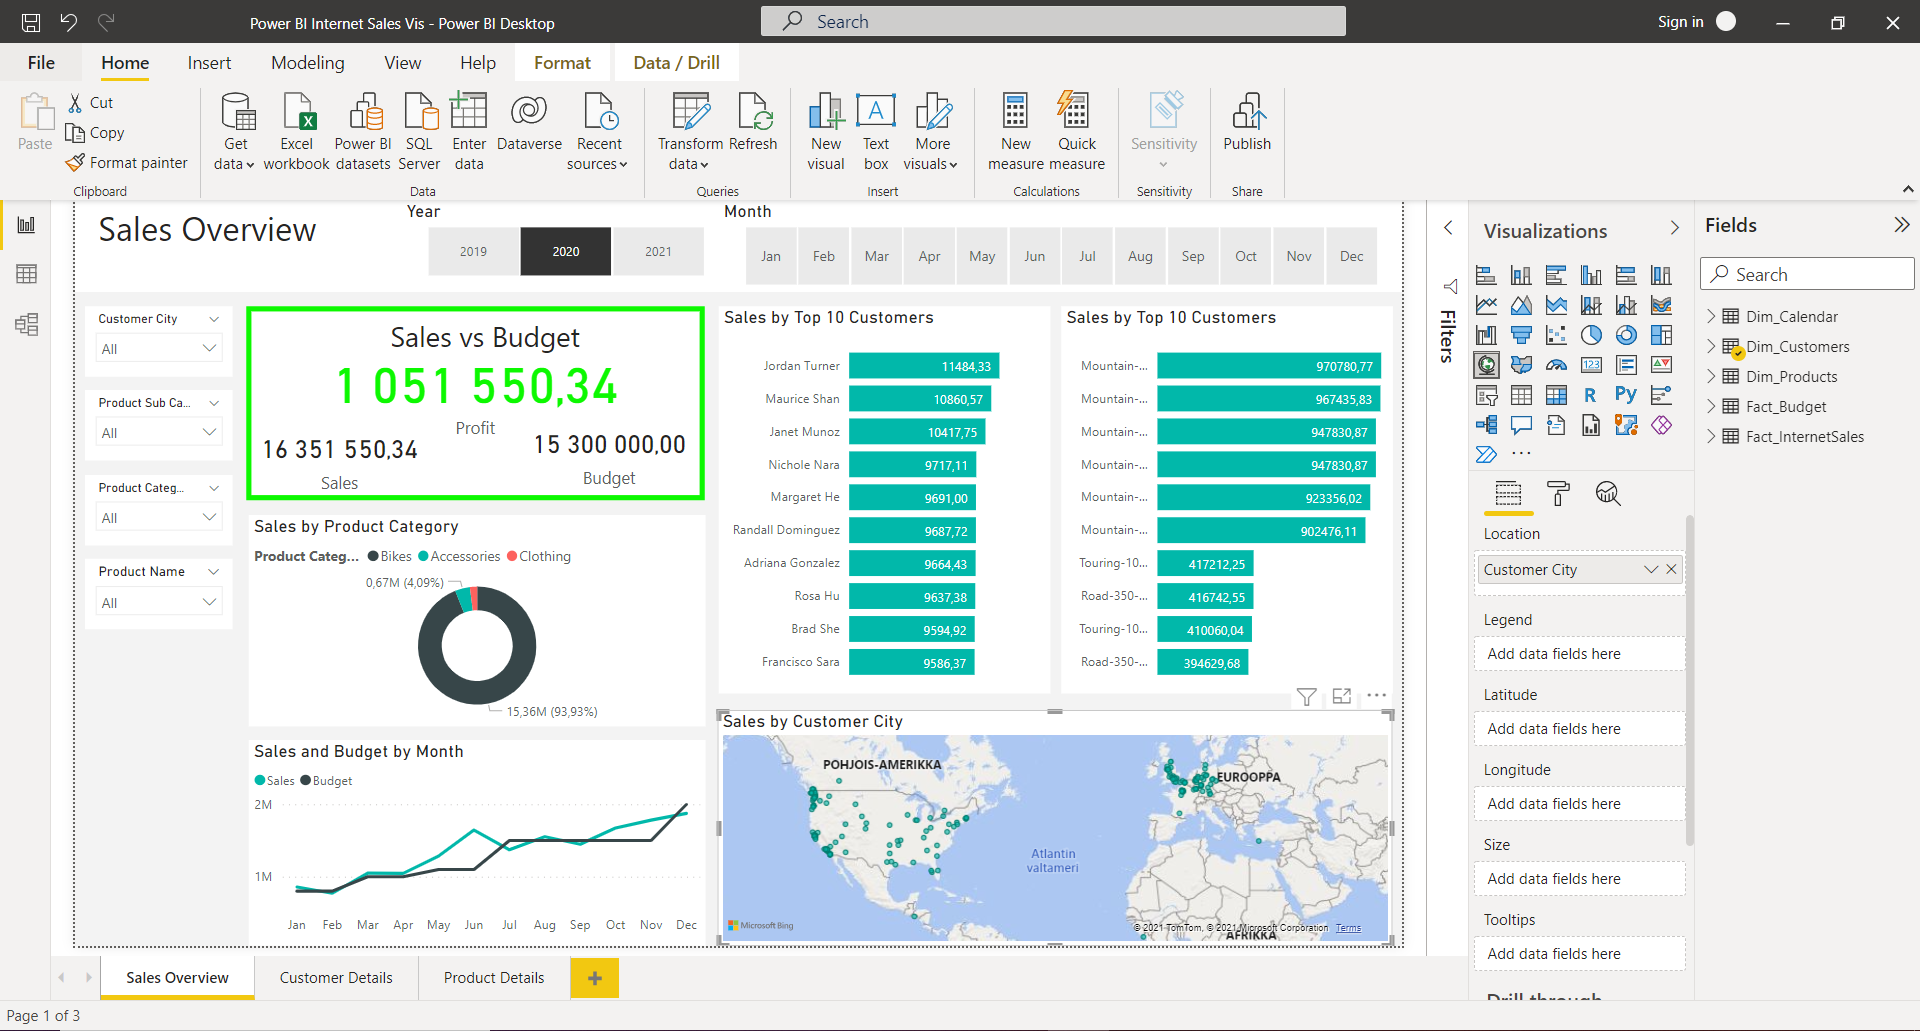 Power BI Internet Sales Vis - Power BI Desktop
Search
Sign in
File
Home
Insert
Modeling
View
Help
Format
Data / Drill
Paste
Cut
Copy
Format painter
Clipboard
Get data
Excel workbook
Power BI datasets
SQL Server
Enter data
Dataverse
Recent sources
Data
Transform data
Refresh
Queries
New visual
Text box
More visuals
Insert
New measure
Quick measure
Calculations
Sensitivity
Sensitivity
Publish
Share
Sales Overview
Year
2019
2020
2021
Month
Jan
Feb
Mar
Apr
May
Jun
Jul
Aug
Sep
Oct
Nov
Dec
Customer City
All
Product Sub Ca...
All
Product Categ...
All
Product Name
All
Sales vs Budget
1 051 550,34
Profit
16 351 550,34
Sales
15 300 000,00
Budget
Sales by Product Category
Product Categ... Bikes Accessories Clothing
0,67M (4,09%)
15,36M (93,93%)
Sales and Budget by Month
Sales Budget
2M
1M
Jan Feb Mar Apr May Jun Jul Aug Sep Oct Nov Dec
Sales by Top 10 Customers
Jordan Turner 11484,33
Maurice Shan 10860,57
Janet Munoz 10417,75
Nichole Nara 9717,11
Margaret He 9691,00
Randall Dominguez 9687,72
Adriana Gonzalez 9664,43
Rosa Hu 9637,38
Brad She 9594,92
Francisco Sara 9586,37
Sales by Top 10 Customers
Mountain-... 970780,77
Mountain-... 967435,83
Mountain-... 947830,87
Mountain-... 947830,87
Mountain-... 923356,02
Mountain-... 902476,11
Touring-10... 417212,25
Road-350-... 416742,55
Touring-10... 410060,04
Road-350-... 394629,68
Sales by Customer City
POHJOIS-AMERIKKA
EUROOPPA
Atlantin
valtameri
AFRIKKA
Microsoft Bing
© 2021 TomTom, © 2021 Microsoft Corporation Terms
Filters
Visualizations
123
R
Py
Location
Customer City
Legend
Add data fields here
Latitude
Add data fields here
Longitude
Add data fields here
Size
Add data fields here
Tooltips
Add data fields here
Drill through
Fields
Search
Dim_Calendar
Dim_Customers
Dim_Products
Fact_Budget
Fact_InternetSales
Sales Overview
Customer Details
Product Details
Page 1 of 3